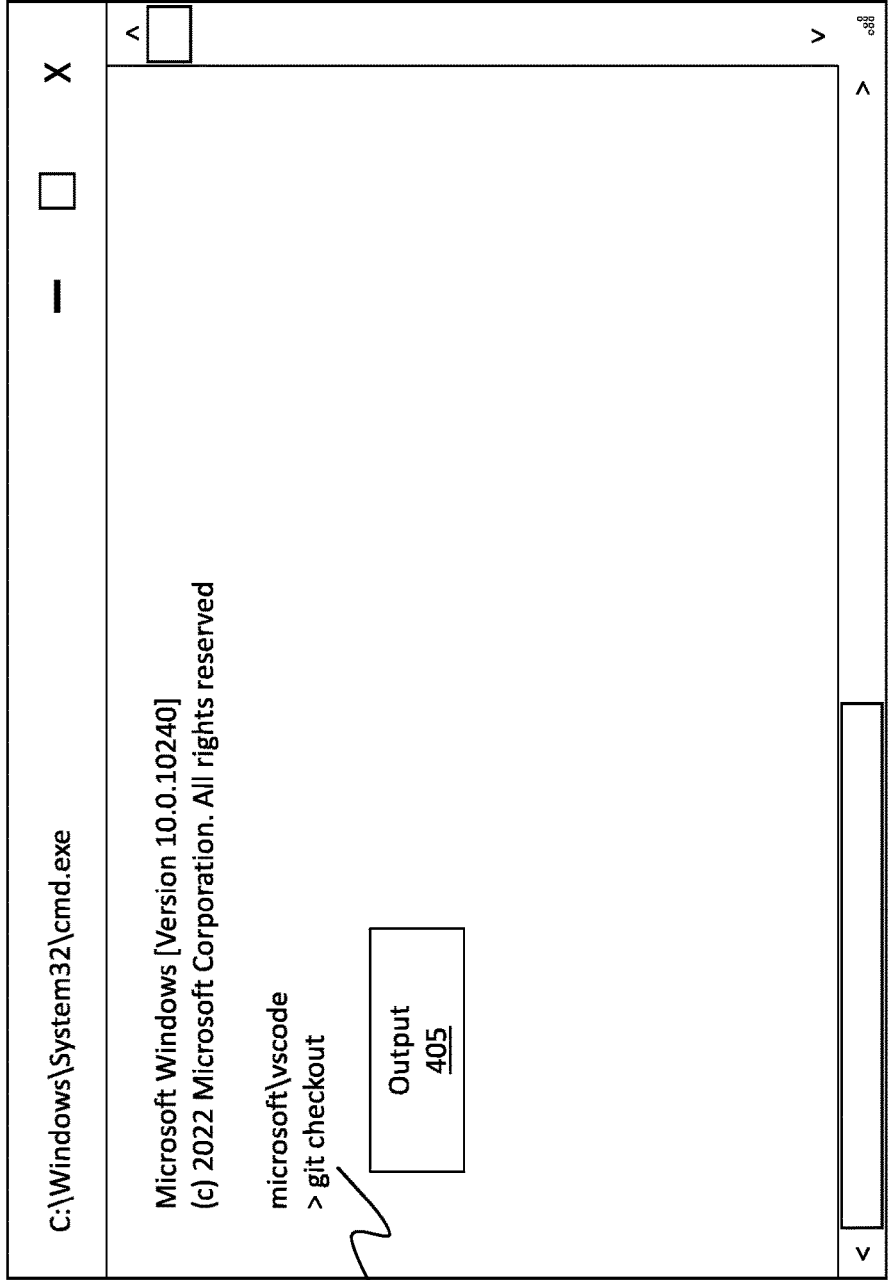 C:\Windows\System32\cmd.exe
Microsoft Windows [Version 10.0.10240]
(c) 2022 Microsoft Corporation. All rights reserved
microsoft\vscode
> git checkout
Output
405